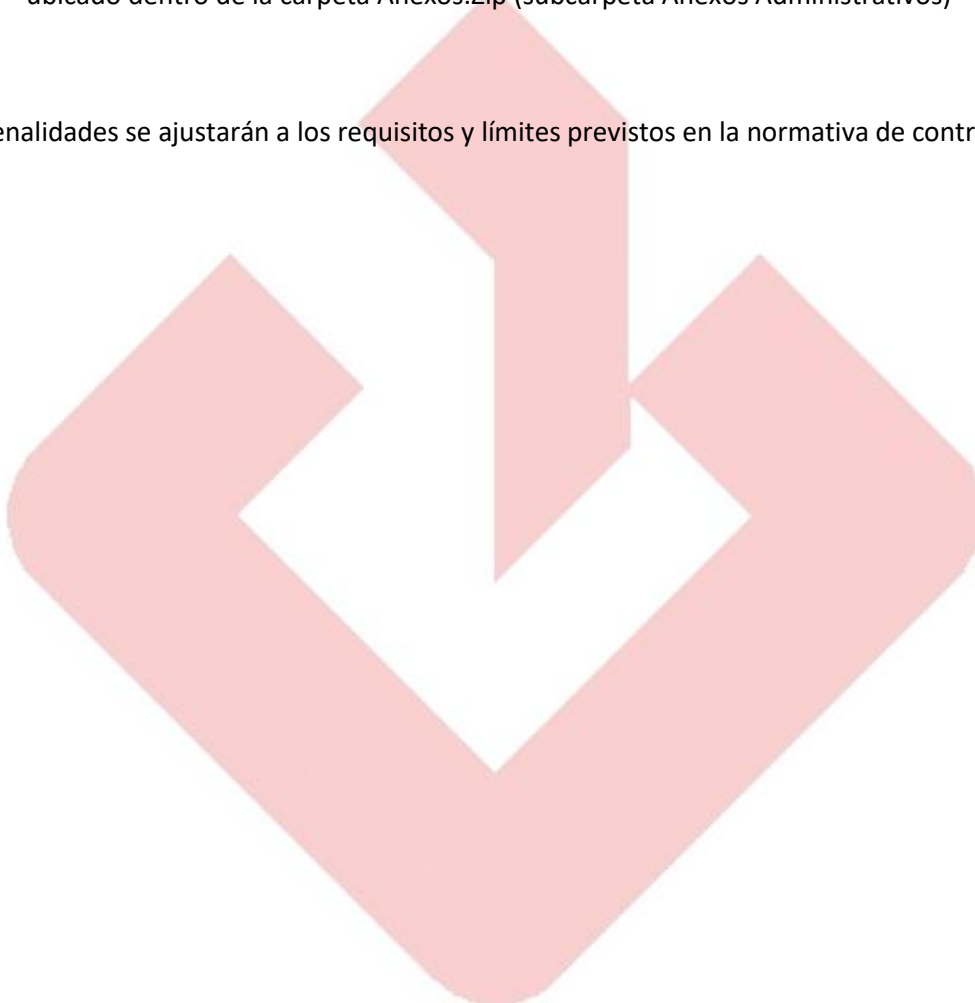 ubicado dentro de la carpeta Anexos.zip (subcarpeta Anexos Administrativos)
enalidades se ajustarán a los requisitos y límites previstos en la normativa de contr